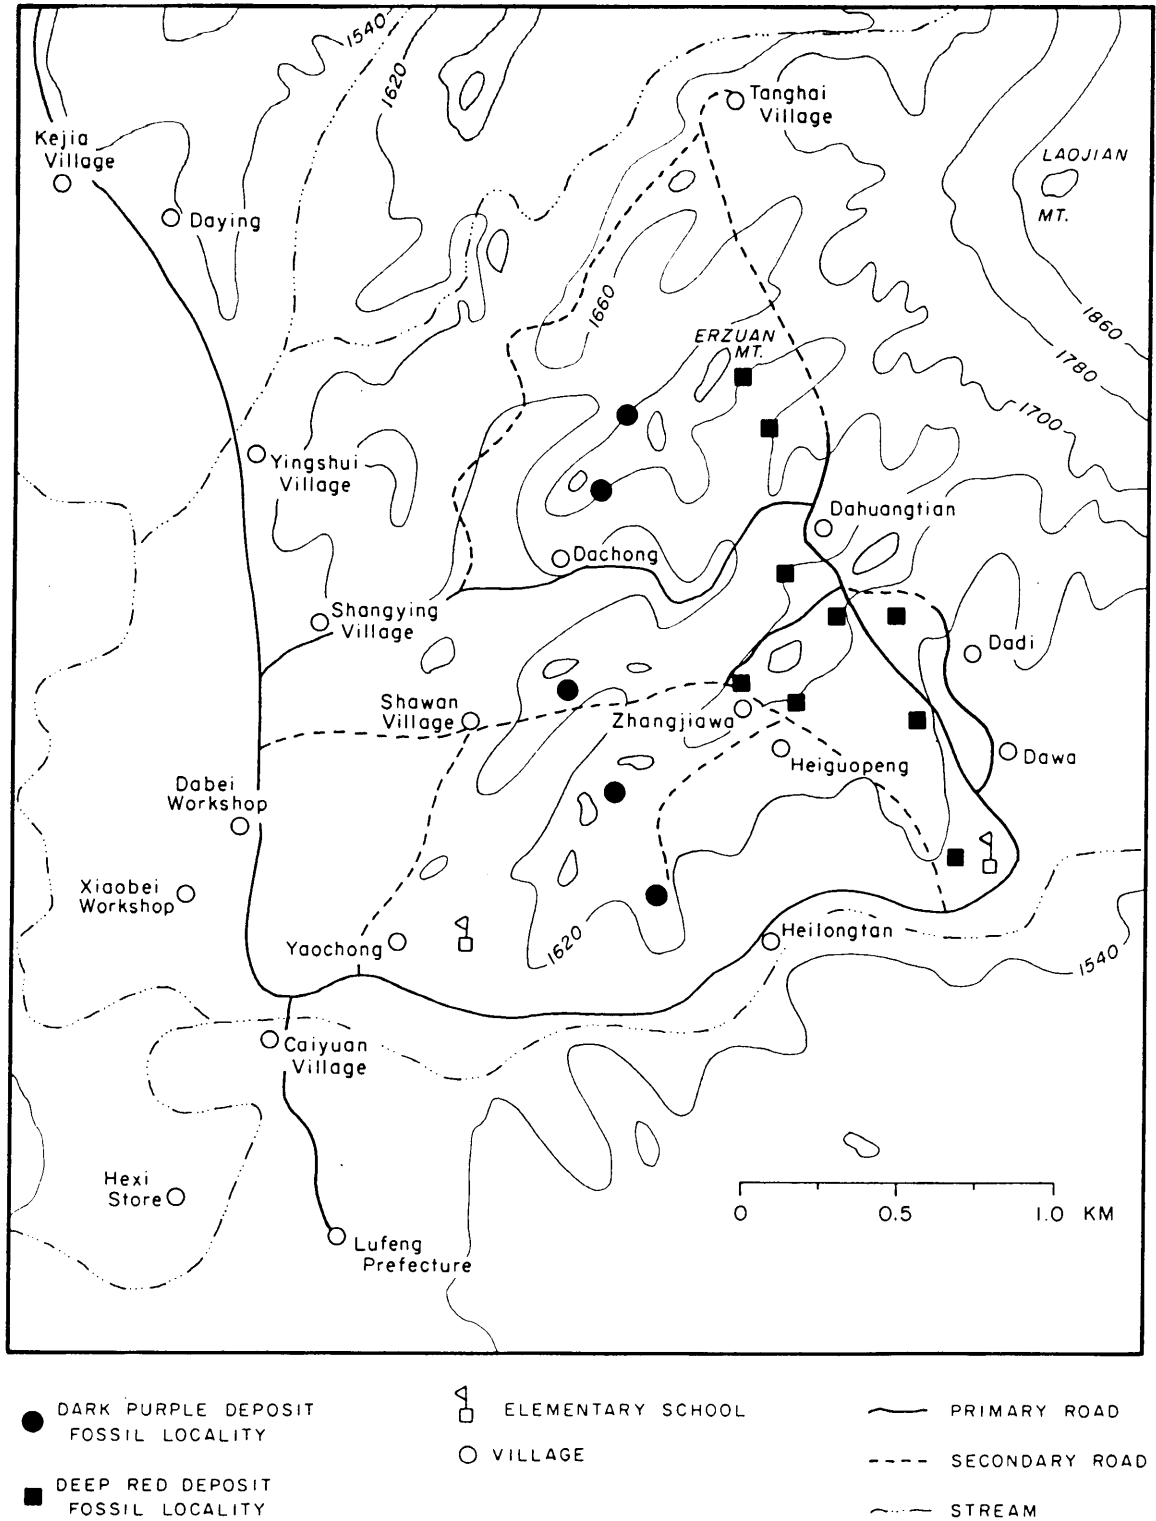 1540
1620
Tanghai
Village
Kejia
Village
LAOJIAN
MT.
Daying
1660
1860
ERZUAN
MT.
1780
1700
Yingshui
Village
Dahuangtian
Dachong
Shangying
Village
Dadi
Shawan
Village
Zhangjiawa
Heiguopeng
Dawa
Dabei
Workshop
Xiaobei
Workshop
Yaochong
1620
Heilongtan
1540
Caiyuan
Village
Hexi
Store
0 0.5 1.0 KM
Lufeng
Prefecture
DARK PURPLE DEPOSIT
FOSSIL LOCALITY
DEEP RED DEPOSIT
FOSSIL LOCALITY
ELEMENTARY SCHOOL
VILLAGE
PRIMARY ROAD
SECONDARY ROAD
STREAM